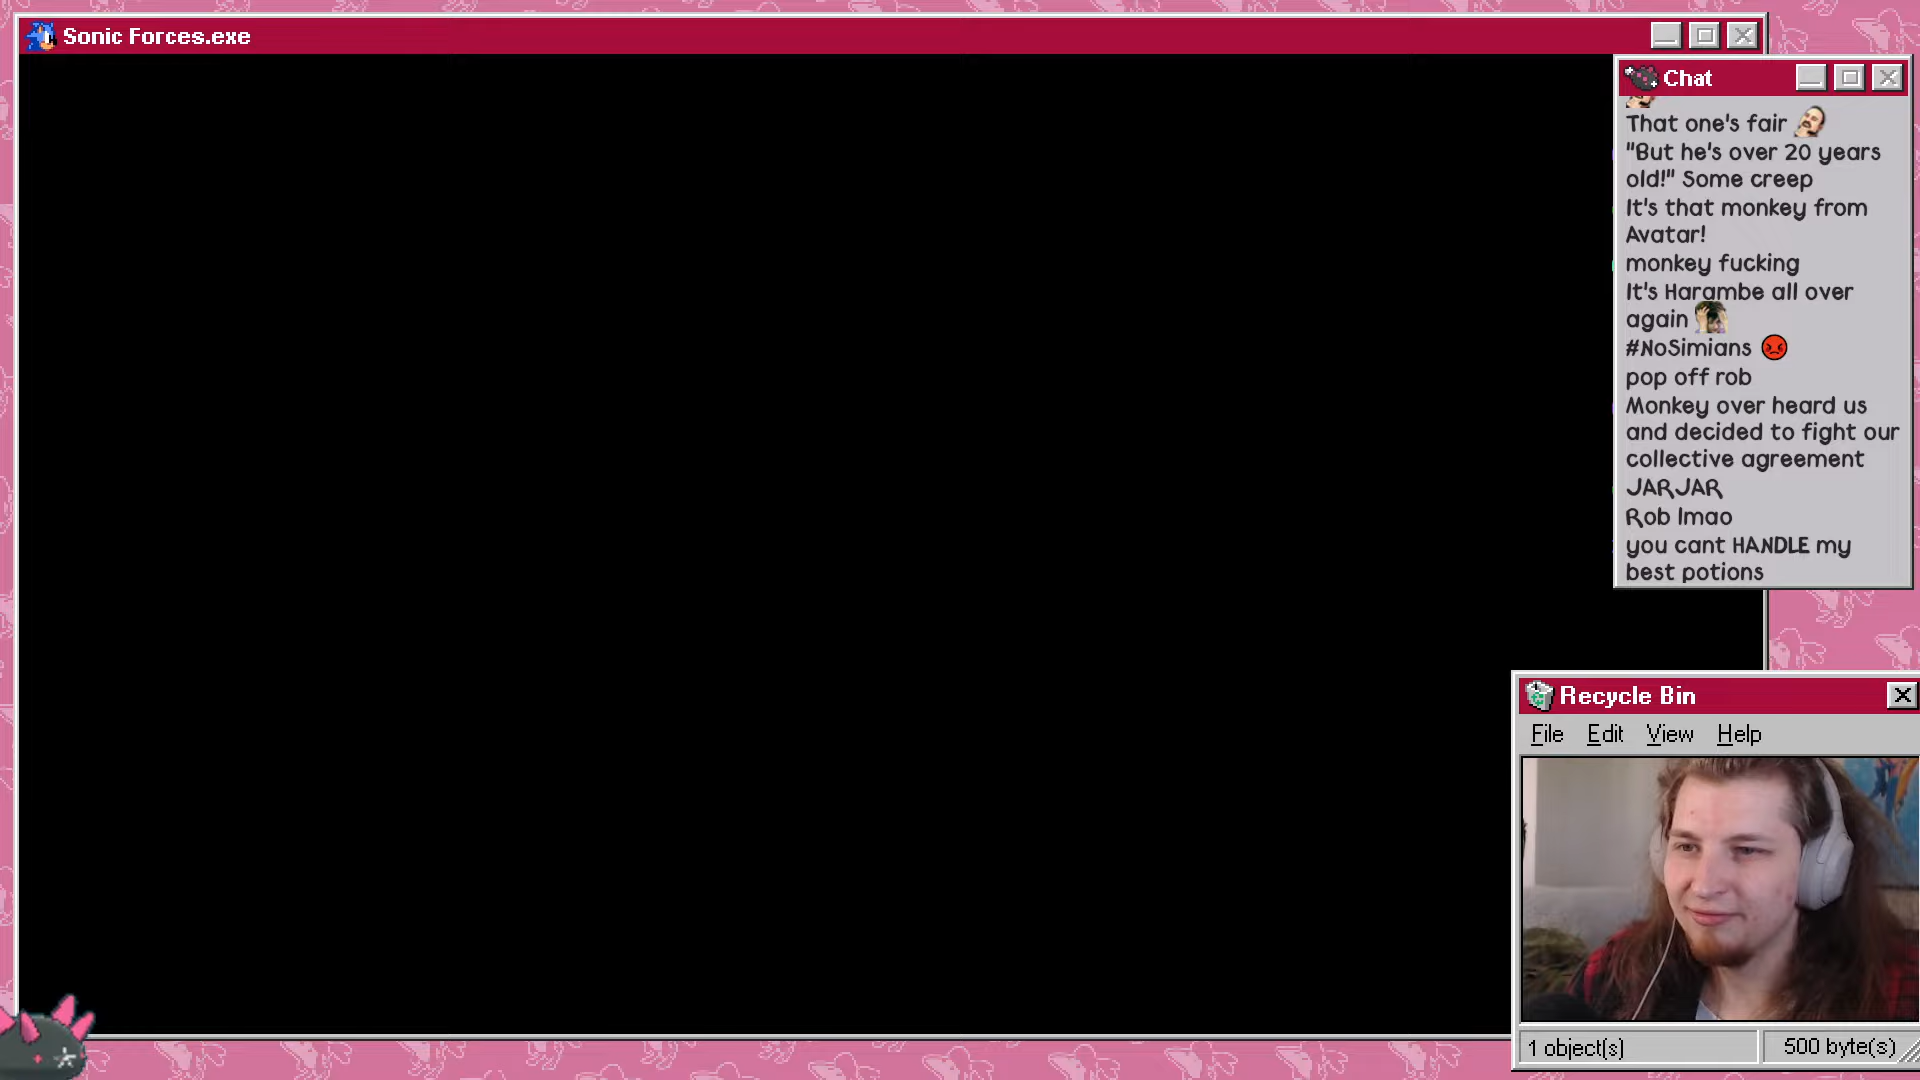 Sonic Forces.exe
Chat
That one's fair
"But he's over 20 years
old!" Some creep
It's that monkey from
Avatar!
monkey fucking
It's Harambe all over
again
#NoSimians
pop off rob
Monkey over heard us
and decided to fight our
collective agreement
JARJAR
Rob lmao
you cant HANDLE my
best potions
Recycle Bin
File Edit View Help
1 object(s) 500 byte(s)